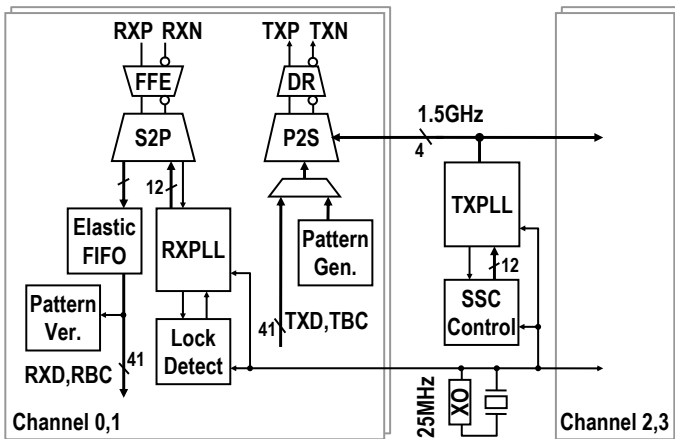 RXP RXN
TXP TXN
FFE
DR
S2P
P2S
1.5GHz
4
12
Elastic
FIFO
RXPLL
Pattern
Gen.
TXPLL
12
Pattern
Ver.
SSC
Control
Lock
Detect
41
TXD,TBC
41
RXD,RBC
25MHz
XO
Channel 0,1
Channel 2,3